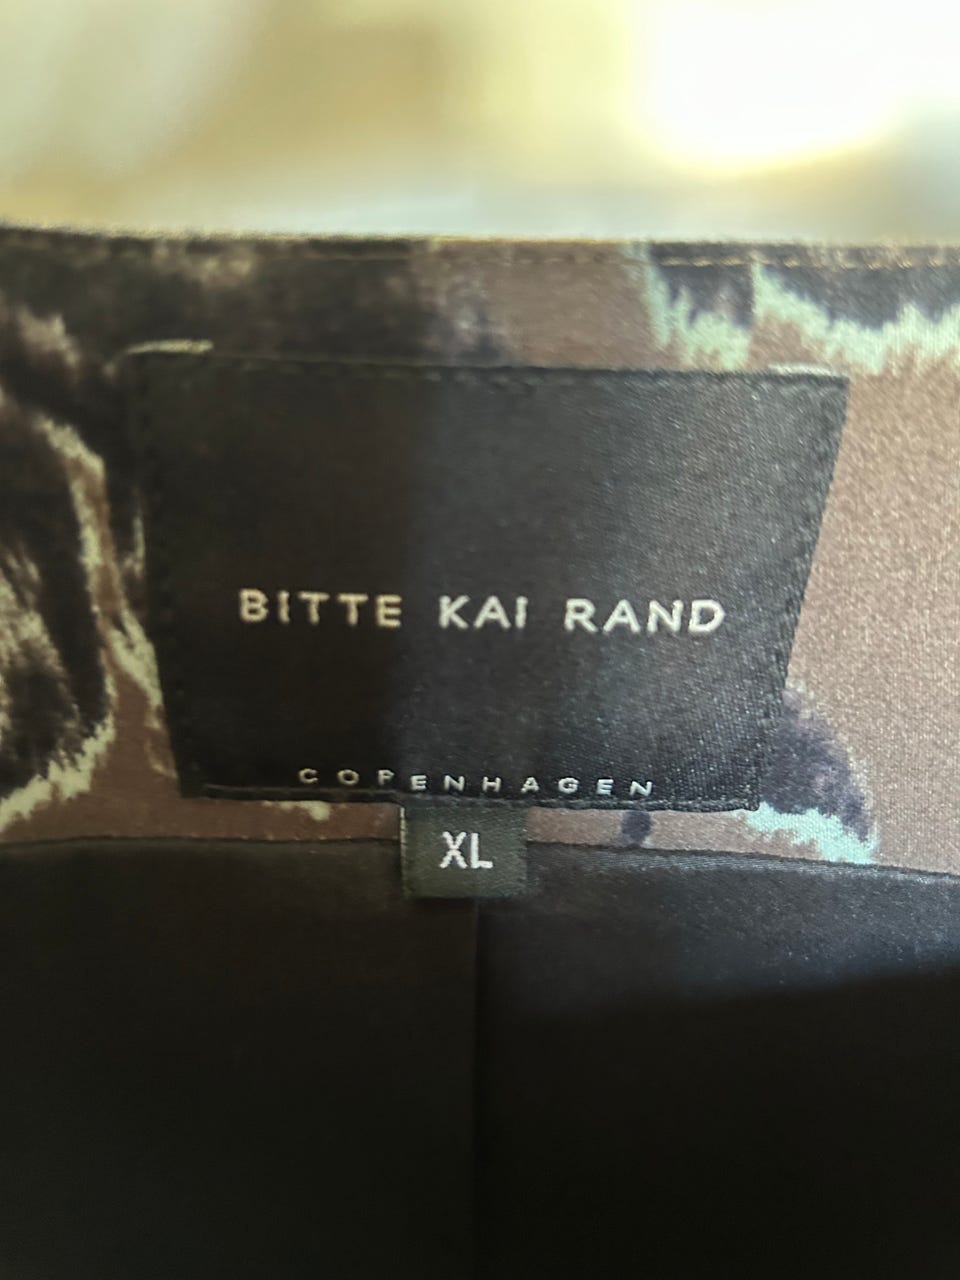 BITTE KAI RAND
COPENHAGEN
XL